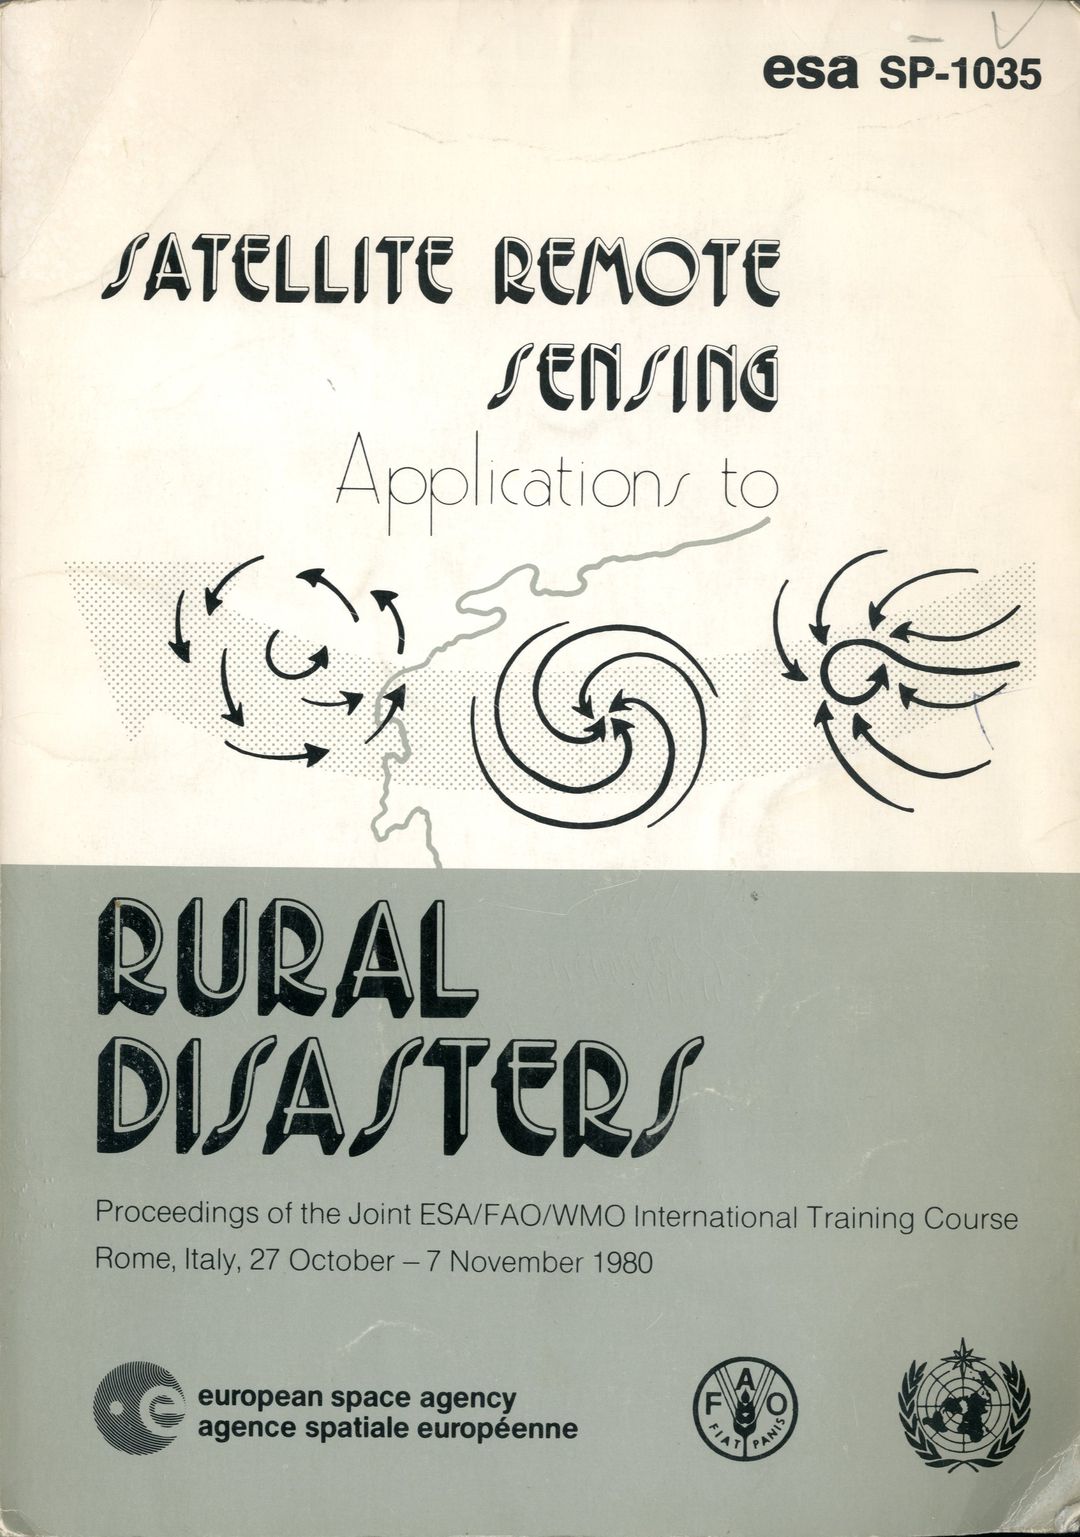 esa SP-1035
SATELLITE REMOTE
SENSING
Applications to
RURAL
DISASTERS
Proceedings of the Joint ESA/FAO/WMO International Training Course
Rome, Italy, 27 October – 7 November 1980
european space agency
agence spatiale européenne
FAO
FIAT PANIS